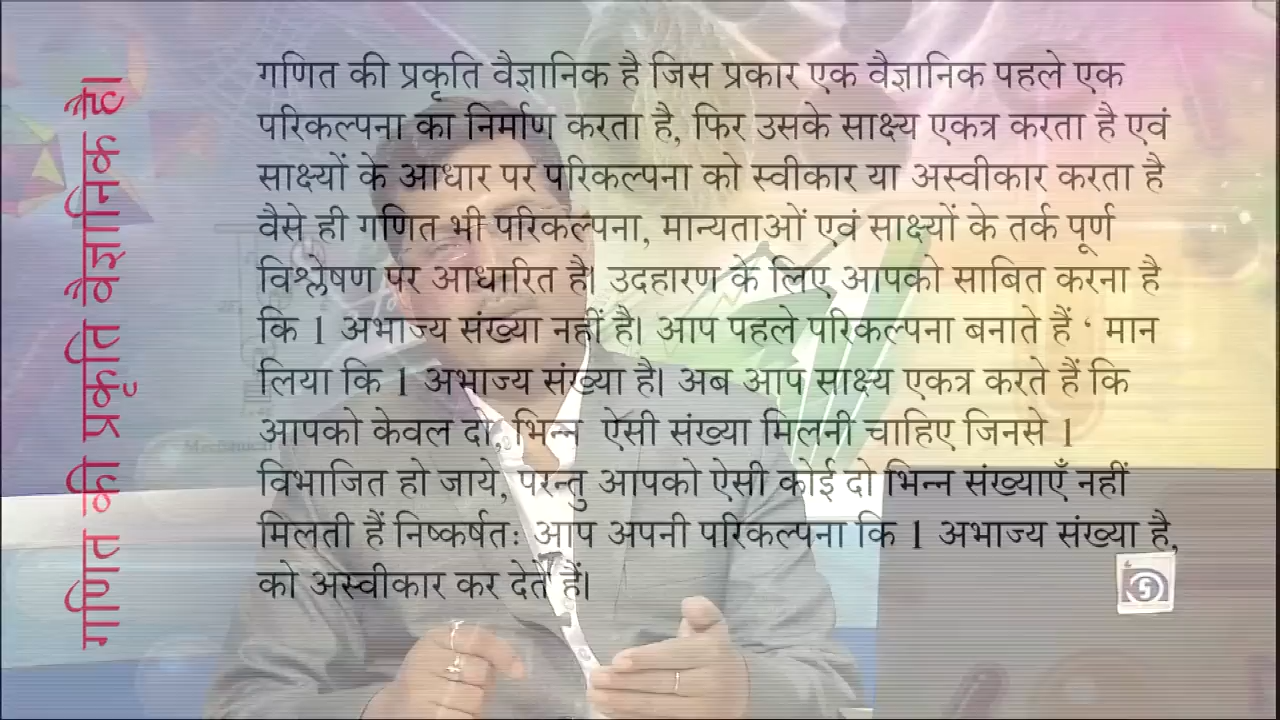 गणित की प्रकृति वैज्ञानिक है।
गणित की प्रकृति वैज्ञानिक है जिस प्रकार एक वैज्ञानिक पहले एक
परिकल्पना का निर्माण करता है, फिर उसके साक्ष्य एकत्र करता है एवं
साक्ष्यों के आधार पर परिकल्पना को स्वीकार या अस्वीकार करता है
वैसे ही गणित भी परिकल्पना, मान्यताओं एवं साक्ष्यों के तर्क पूर्ण
विश्लेषण पर आधारित है। उदहारण के लिए आपको साबित करना है
कि 1 अभाज्य संख्या नहीं है। आप पहले परिकल्पना बनाते हैं ‘ मान
लिया कि 1 अभाज्य संख्या है। अब आप साक्ष्य एकत्र करते हैं कि
आपको केवल दो, भिन्न ऐसी संख्या मिलनी चाहिए जिनसे 1
विभाजित हो जाये, परन्तु आपको ऐसी कोई दो भिन्न संख्याएँ नहीं
मिलती हैं निष्कर्षतः आप अपनी परिकल्पना कि 1 अभाज्य संख्या है,
को अस्वीकार कर देते हैं।